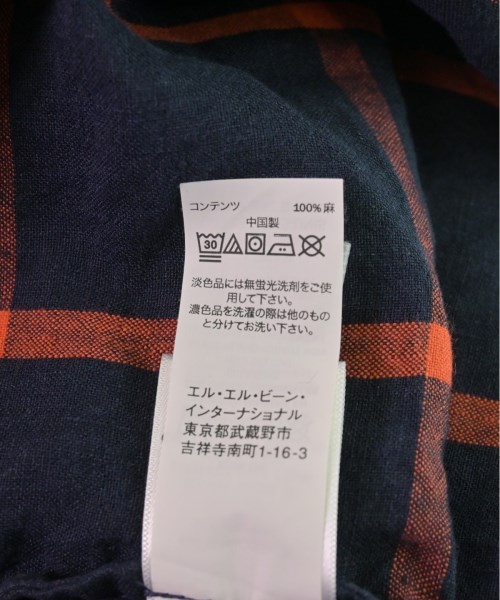 コンテンツ 100% 麻
中国製
30
淡色品には無蛍光洗剤をご使
用して下さい。
濃色品を洗濯の際は他のもの
と分けてお洗い下さい。
エル・エル・ビーン・
インターナショナル
東京都武蔵野市
吉祥寺南町1-16-3